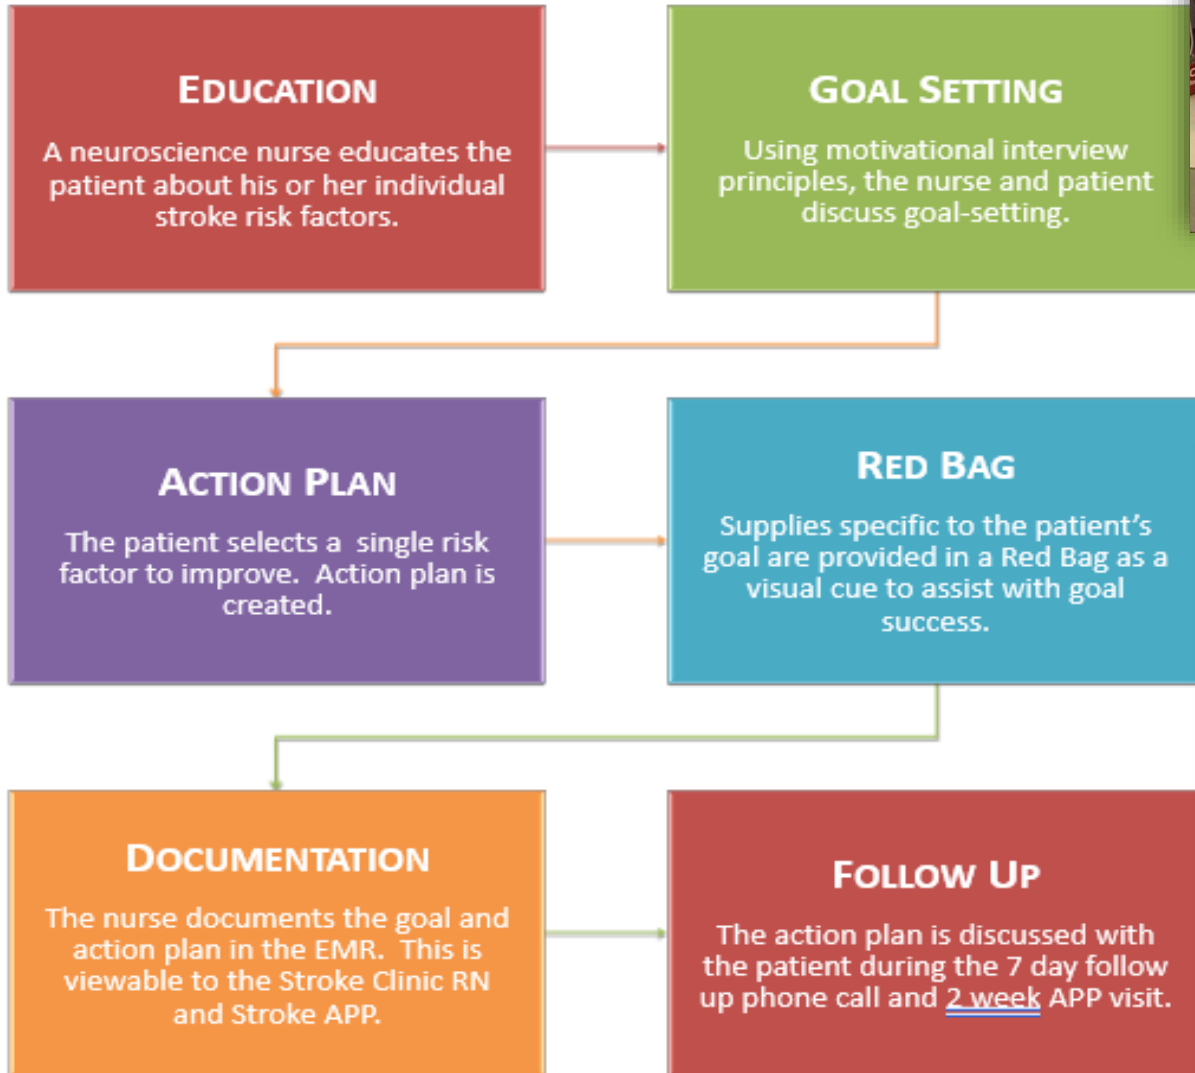 EDUCATION
A neuroscience nurse educates the
patient about his or her individual
stroke risk factors.
GOAL SETTING
Using motivational interview
principles, the nurse and patient
discuss goal-setting.
ACTION PLAN
The patient selects a  single risk
factor to improve.  Action plan is
created.
RED BAG
Supplies specific to the patient’s
goal are provided in a Red Bag as a
visual cue to assist with goal
success.
DOCUMENTATION
The nurse documents the goal and
action plan in the EMR.  This is
viewable to the Stroke Clinic RN
and Stroke APP.
FOLLOW UP
The action plan is discussed with
the patient during the 7 day follow
up phone call and 2 week APP visit.